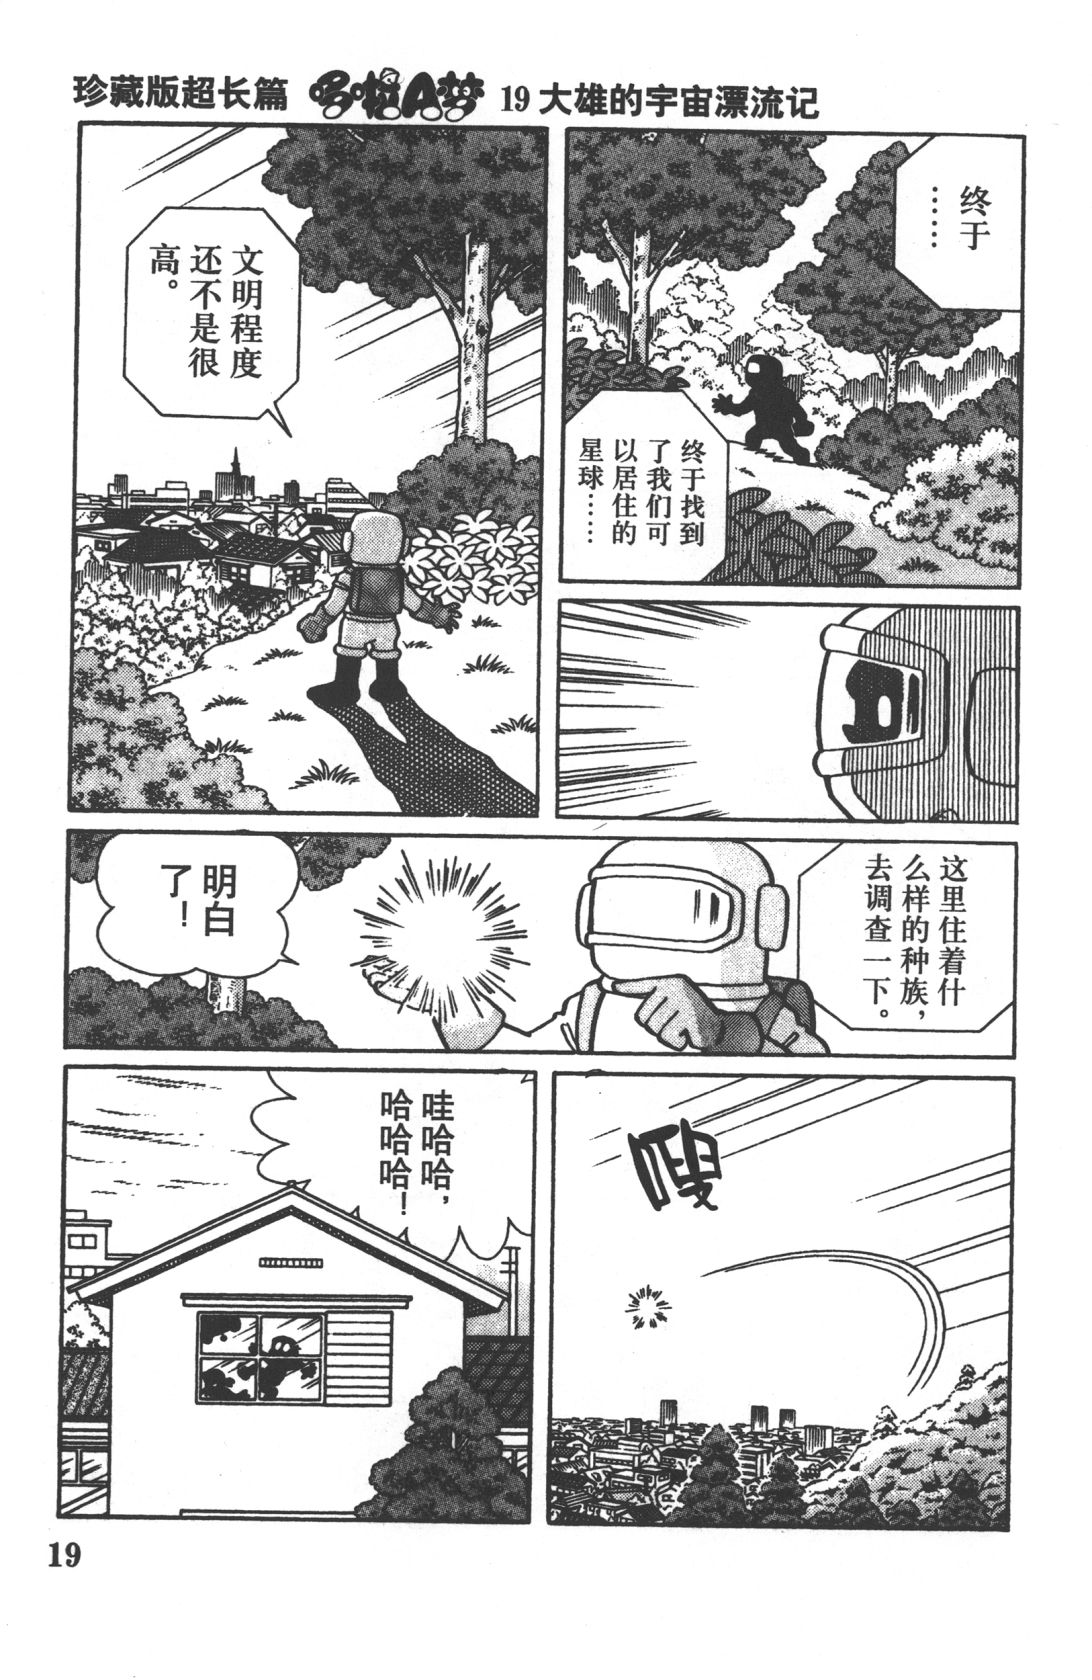 珍藏版超长篇 哆啦A梦 19 大雄的宇宙漂流记
终于
……
终于找到
了我们可
以居住的
星球……
文明程度
还不是很
高。
这里住着什
么样的种族，
去调查一下。
明白
了！
嗖
哇哈哈，
哈哈哈！
19